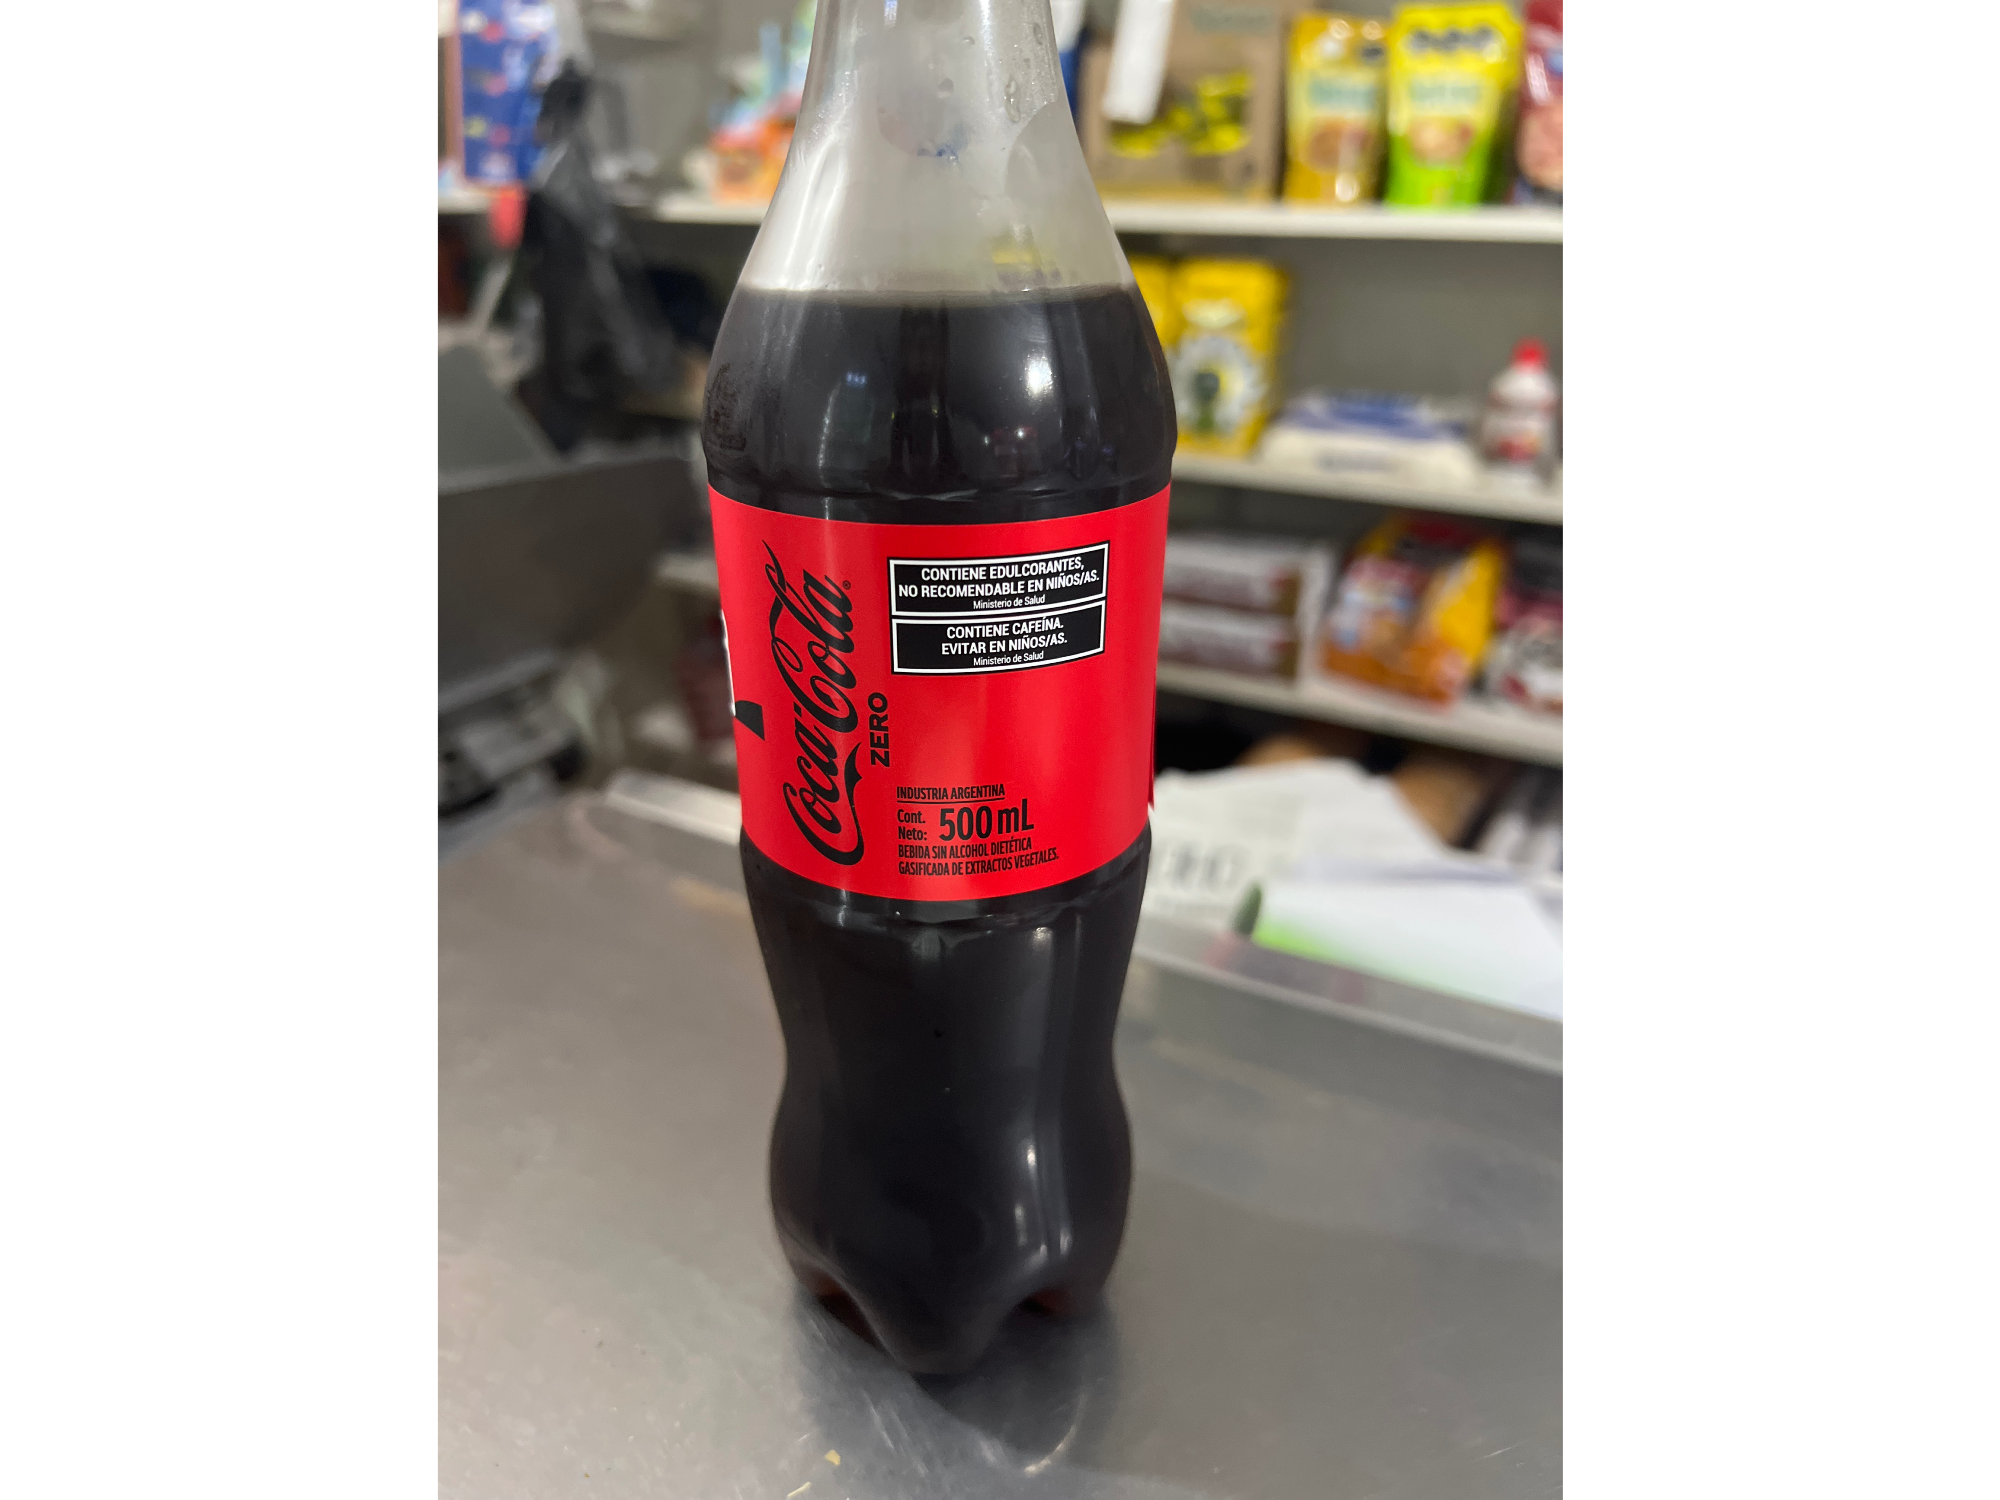 Coca-Cola®
ZERO
CONTIENE EDULCORANTES,
NO RECOMENDABLE EN NIÑOS/AS.
Ministerio de Salud
CONTIENE CAFEÍNA.
EVITAR EN NIÑOS/AS.
Ministerio de Salud
INDUSTRIA ARGENTINA
Cont.
Neto: 500 mL
BEBIDA SIN ALCOHOL DIETÉTICA
GASIFICADA DE EXTRACTOS VEGETALES.